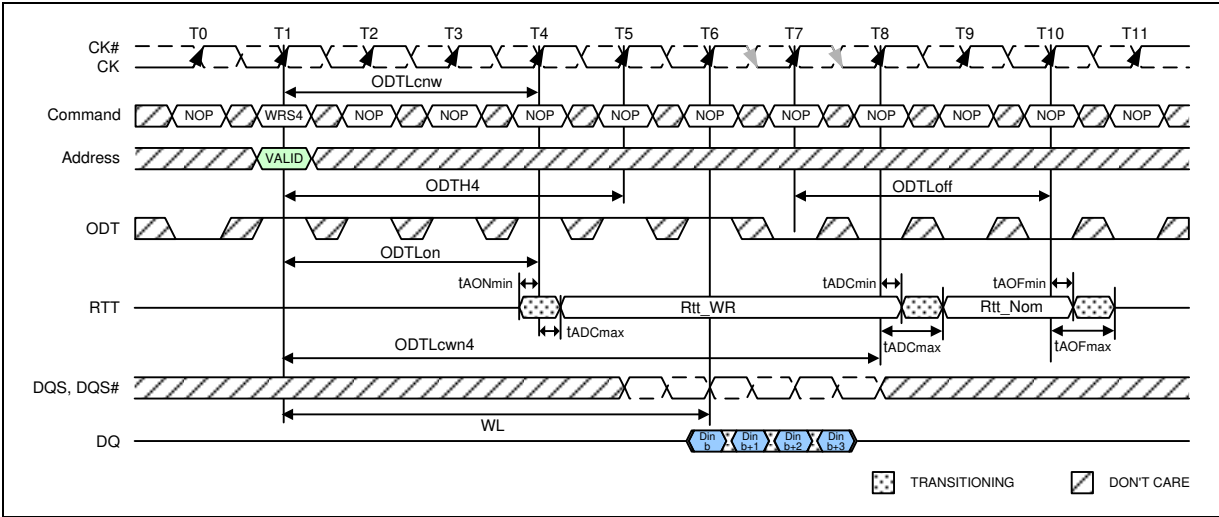 T0 T1 T2 T3 T4 T5 T6 T7 T8 T9 T10 T11
CK#
CK
ODTLcnw
Command NOP WRS4 NOP NOP NOP NOP NOP NOP NOP NOP NOP NOP
Address VALID
ODTH4 ODTLoff
ODT
ODTLon
tAONmin tADCmin tAOFmin
RTT Rtt_WR Rtt_Nom
tADCmax tADCmax tAOFmax
ODTLcwn4
DQS, DQS#
WL
DQ Din b Din b+1 Din b+2 Din b+3
TRANSITIONING DON'T CARE